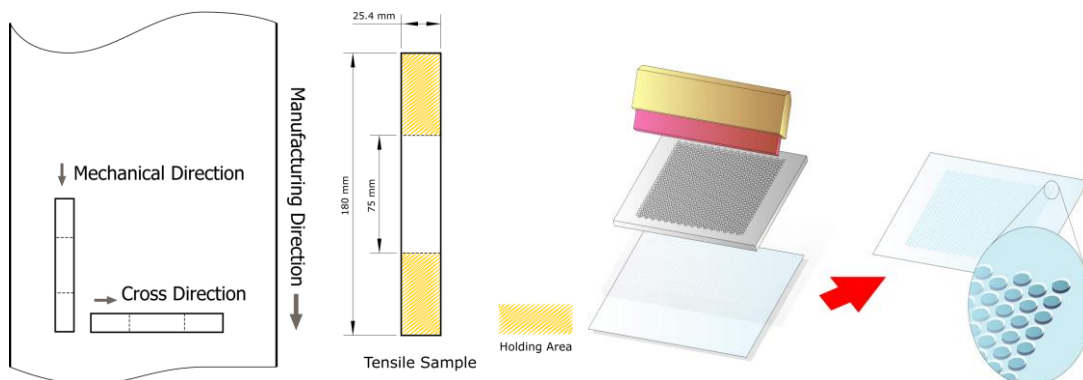 Mechanical Direction
Cross Direction
Manufacturing Direction
25.4 mm
180 mm
75 mm
Tensile Sample
Holding Area